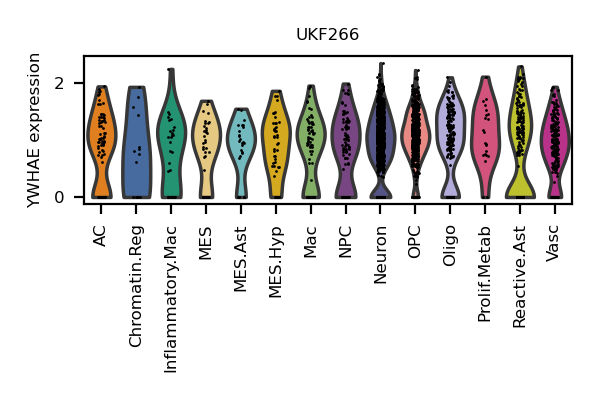 UKF266
YWHAE expression
2
0
AC
Chromatin.Reg
Inflammatory.Mac
MES
MES.Ast
MES.Hyp
Mac
NPC
Neuron
OPC
Oligo
Prolif.Metab
Reactive.Ast
Vasc